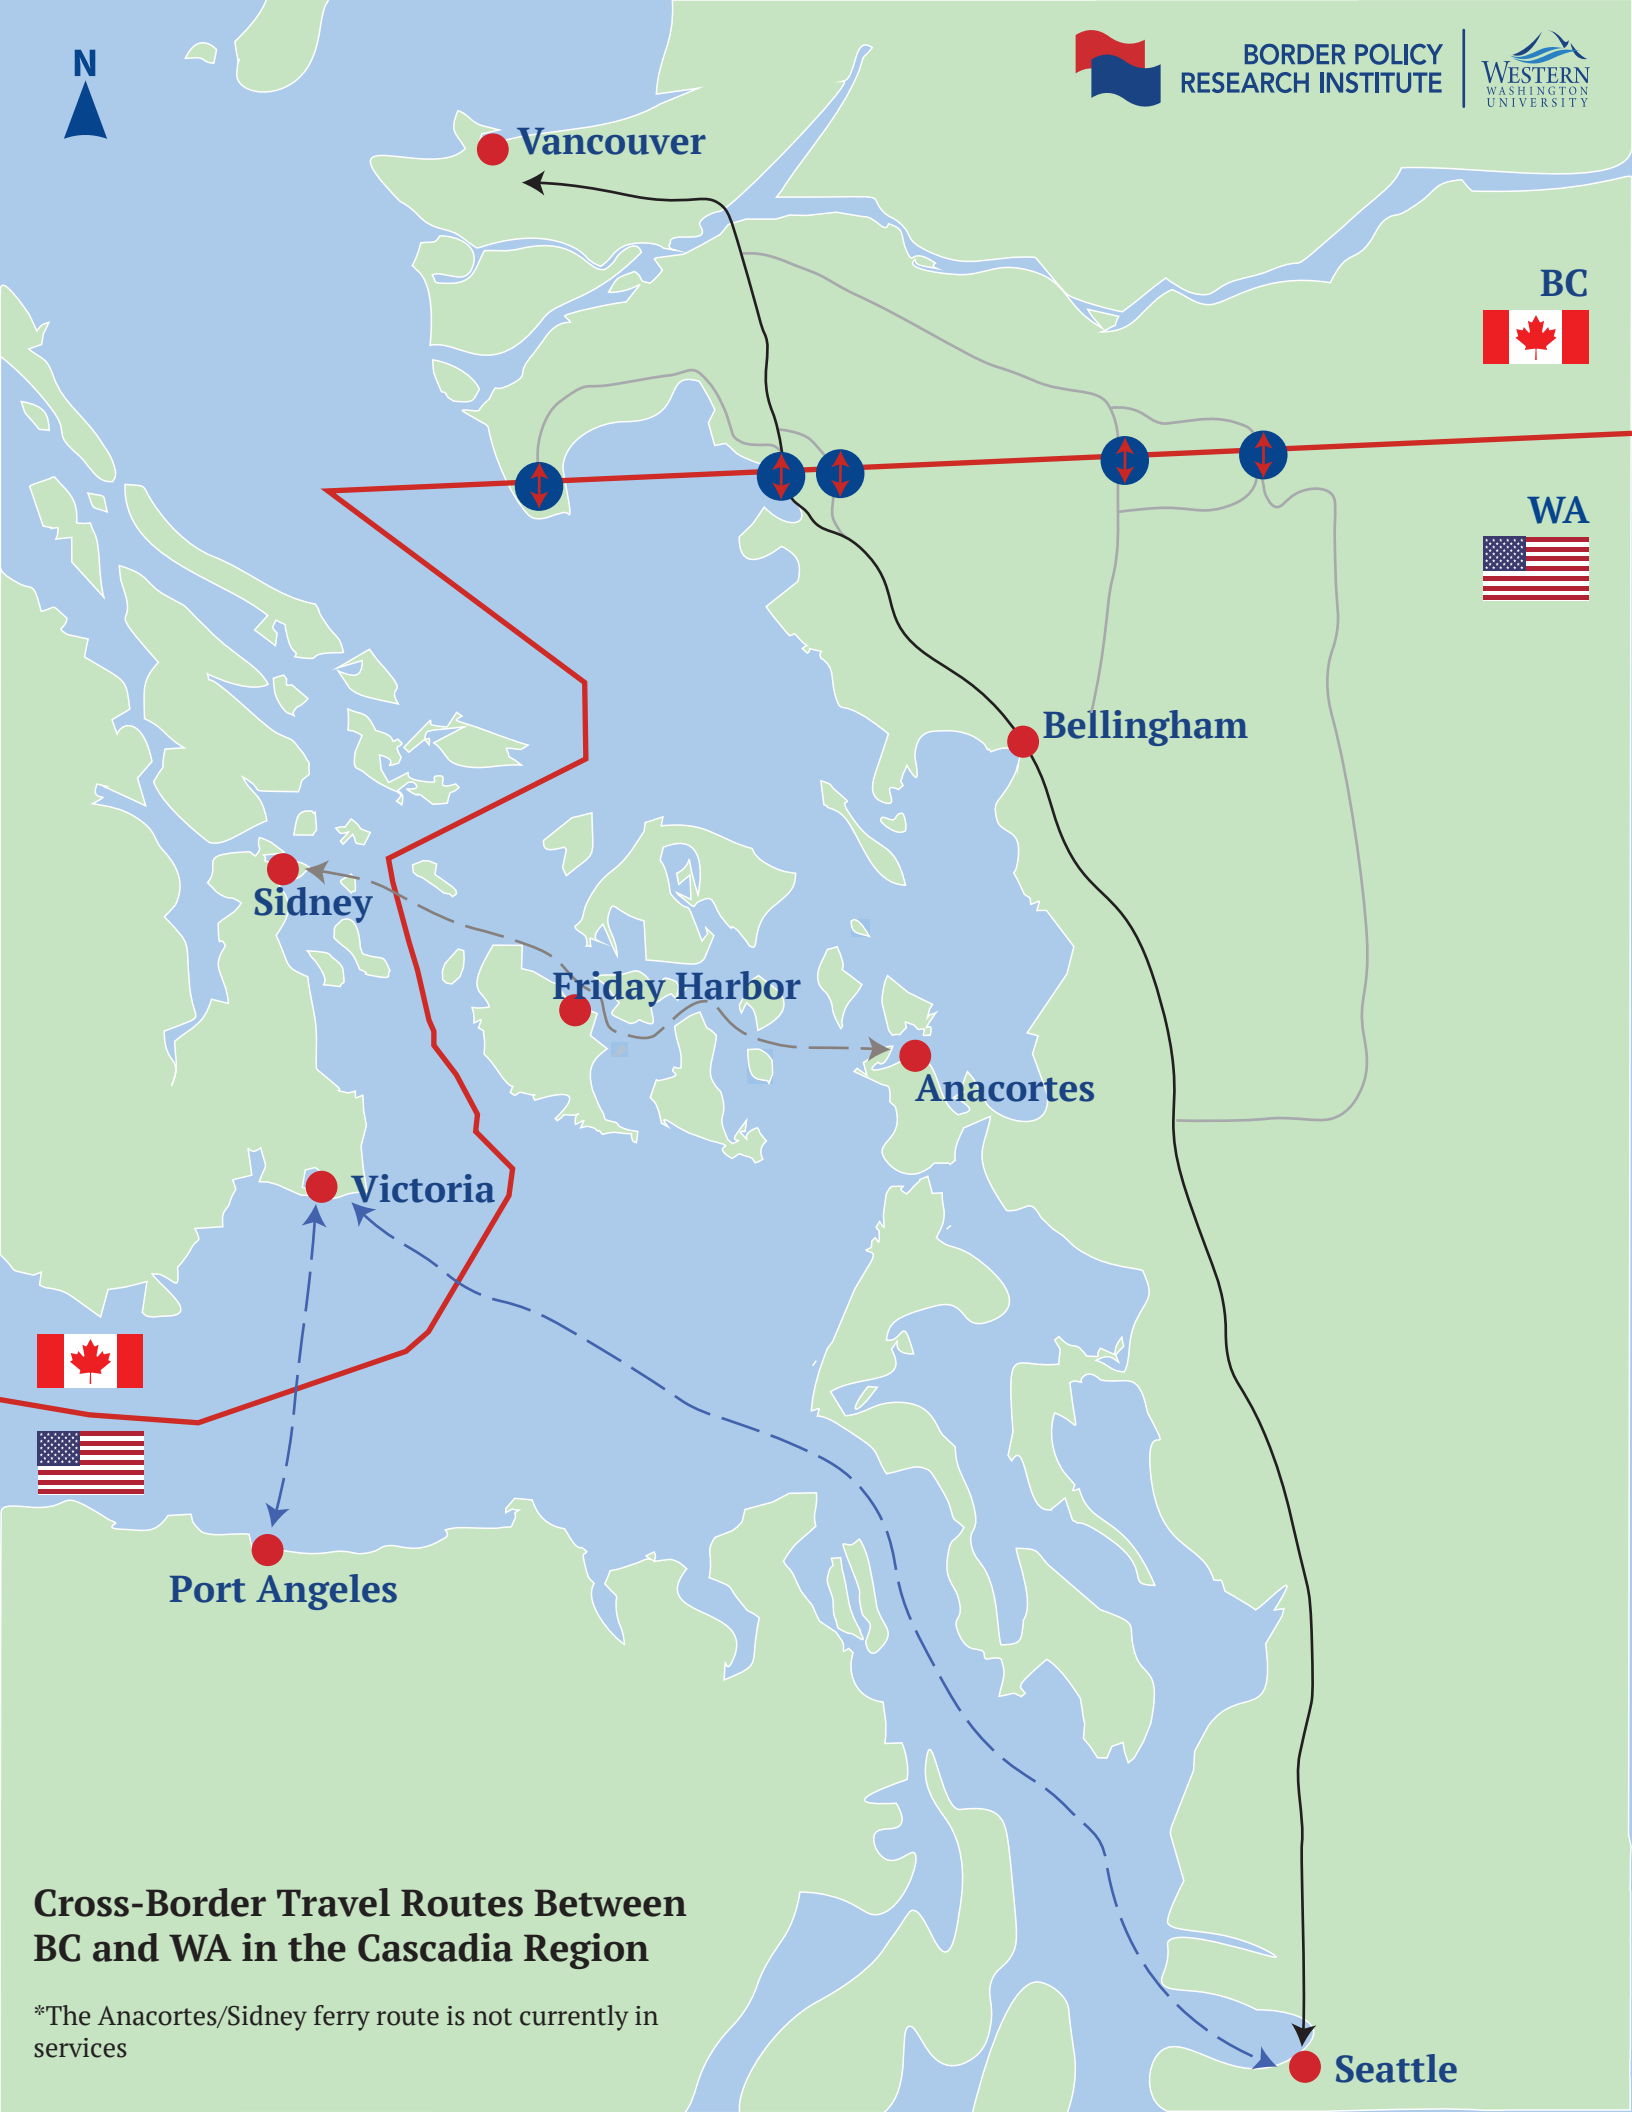 N
BORDER POLICY
RESEARCH INSTITUTE
WESTERN
WASHINGTON
UNIVERSITY
Vancouver
BC
WA
Bellingham
Sidney
Friday Harbor
Anacortes
Victoria
Port Angeles
Cross-Border Travel Routes Between
BC and WA in the Cascadia Region
*The Anacortes/Sidney ferry route is not currently in
services
Seattle